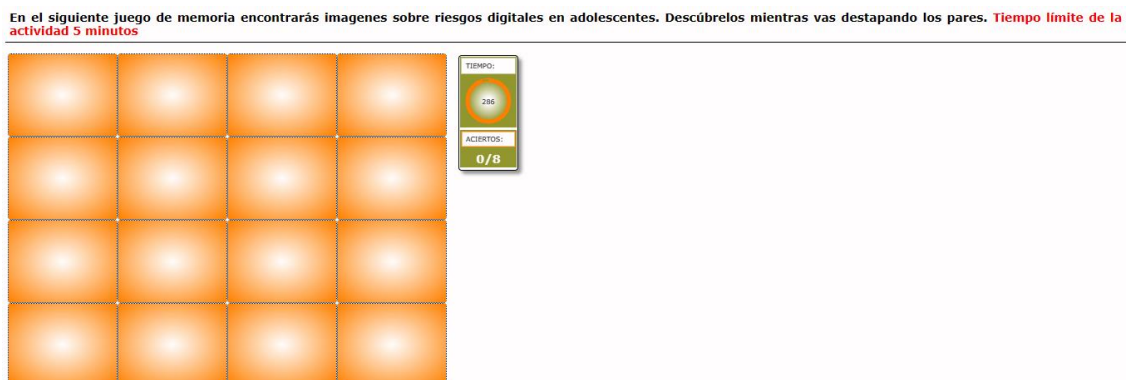 En el siguiente juego de memoria encontrarás imagenes sobre riesgos digitales en adolescentes. Descúbrelos mientras vas destapando los pares. Tiempo límite de la
actividad 5 minutos
TIEMPO:
286
ACIERTOS:
0/8